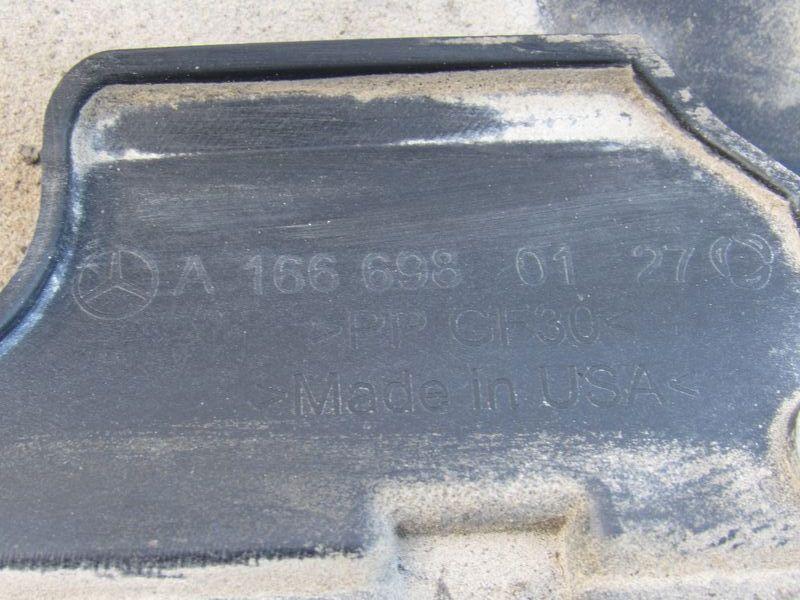 A 166 698 01 27
>PP GF30<
>Made in USA<